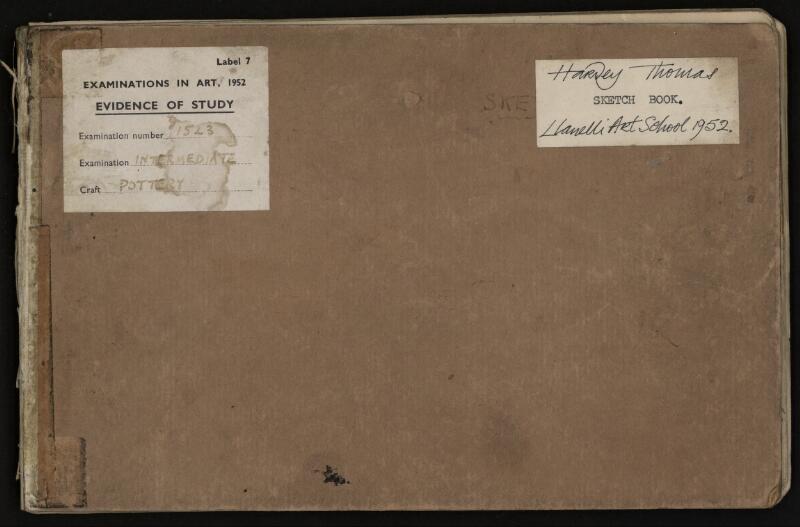 Label 7
EXAMINATIONS IN ART, 1952
EVIDENCE OF STUDY
Examination number 1523
Examination INTERMEDIATE
Craft POTTERY
SKE
Harvey Thomas
SKETCH BOOK.
Llanelli Art School 1952.